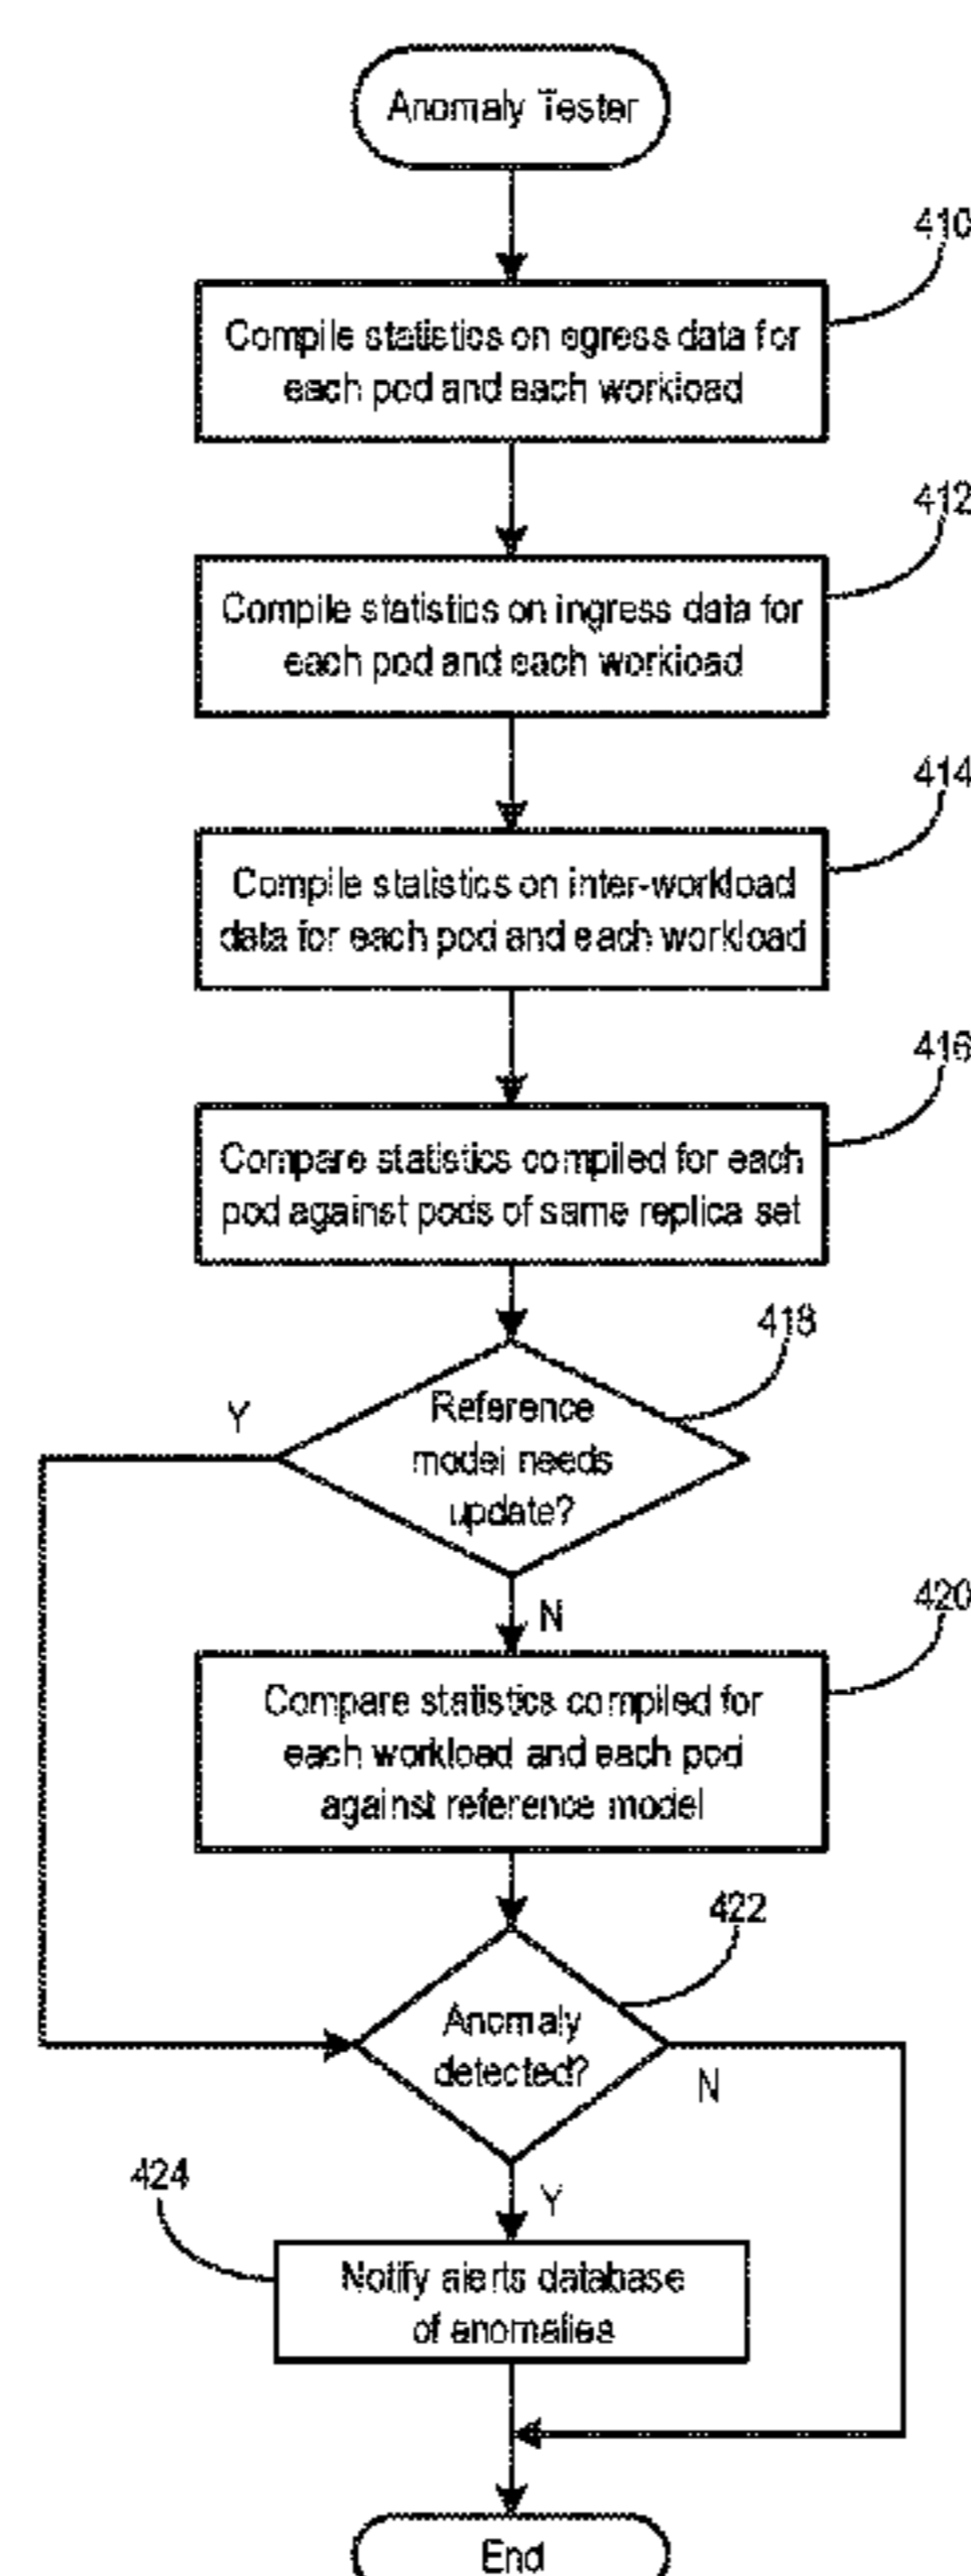 Anomaly Tester
410
Compile statistics on egress data for
each pod and each workload
412
Compile statistics on ingress data for
each pod and each workload
414
Compile statistics on inter-workload
data for each pod and each workload
416
Compare statistics compiled for each
pod against pods of same replica set
418
Reference
model needs
update?
Y
N
420
Compare statistics compiled for
each workload and each pod
against reference model
422
Anomaly
detected?
N
Y
424
Notify alerts database
of anomalies
End